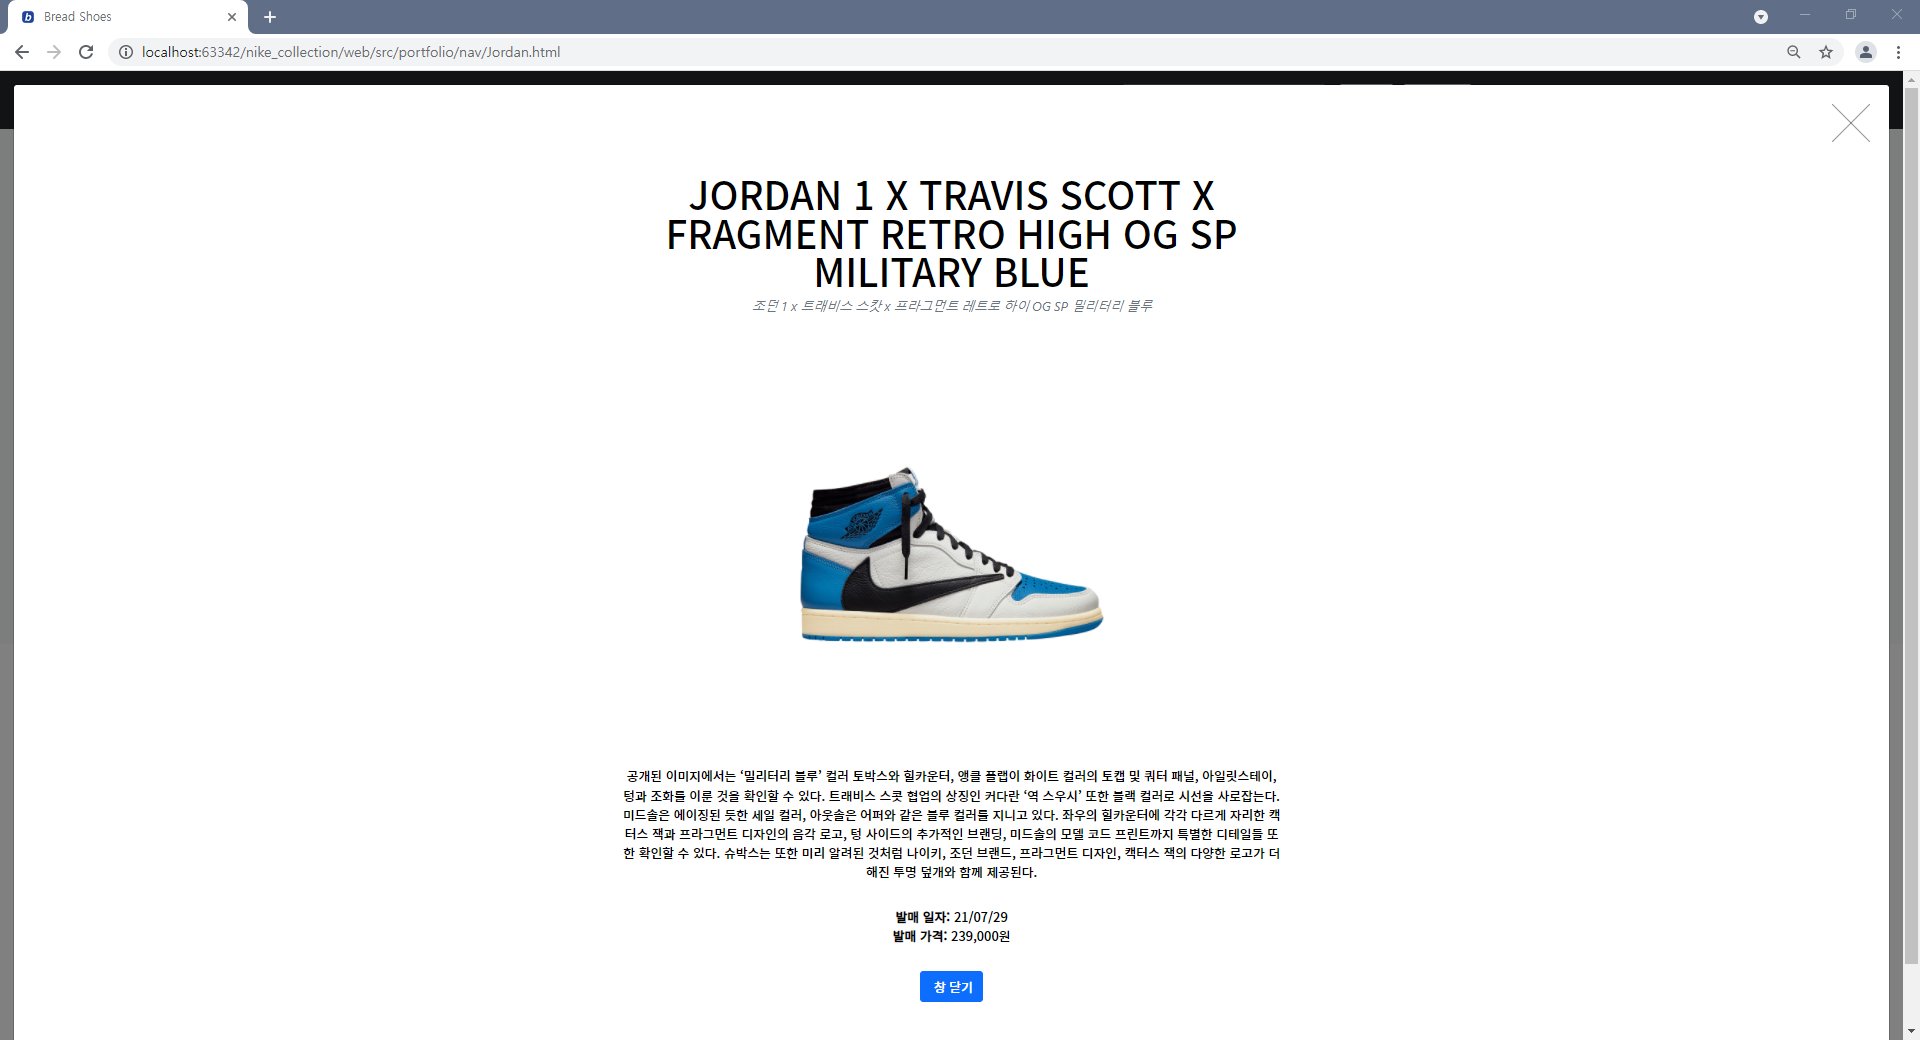 Bread Shoes
localhost:63342/nike_collection/web/src/portfolio/nav/Jordan.html
JORDAN 1 X TRAVIS SCOTT X
FRAGMENT RETRO HIGH OG SP
MILITARY BLUE
조던 1 x 트래비스 스캇 x 프라그먼트 레트로 하이 OG SP 밀리터리 블루
공개된 이미지에서는 ‘밀리터리 블루’ 컬러 토박스와 힐카운터, 앵클 플랩이 화이트 컬러의 토캡 및 쿼터 패널, 아일릿스테이,
텅과 조화를 이룬 것을 확인할 수 있다. 트래비스 스콧 협업의 상징인 커다란 ‘역 스우시’ 또한 블랙 컬러로 시선을 사로잡는다.
미드솔은 에이징된 듯한 세일 컬러, 아웃솔은 어퍼와 같은 블루 컬러를 지니고 있다. 좌우의 힐카운터에 각각 다르게 자리한 캑
터스 잭과 프라그먼트 디자인의 음각 로고, 텅 사이드의 추가적인 브랜딩, 미드솔의 모델 코드 프린트까지 특별한 디테일들 또
한 확인할 수 있다. 슈박스는 또한 미리 알려된 것처럼 나이키, 조던 브랜드, 프라그먼트 디자인, 캑터스 잭의 다양한 로고가 더
해진 투명 덮개와 함께 제공된다.
발매 일자: 21/07/29
발매 가격: 239,000원
창 닫기